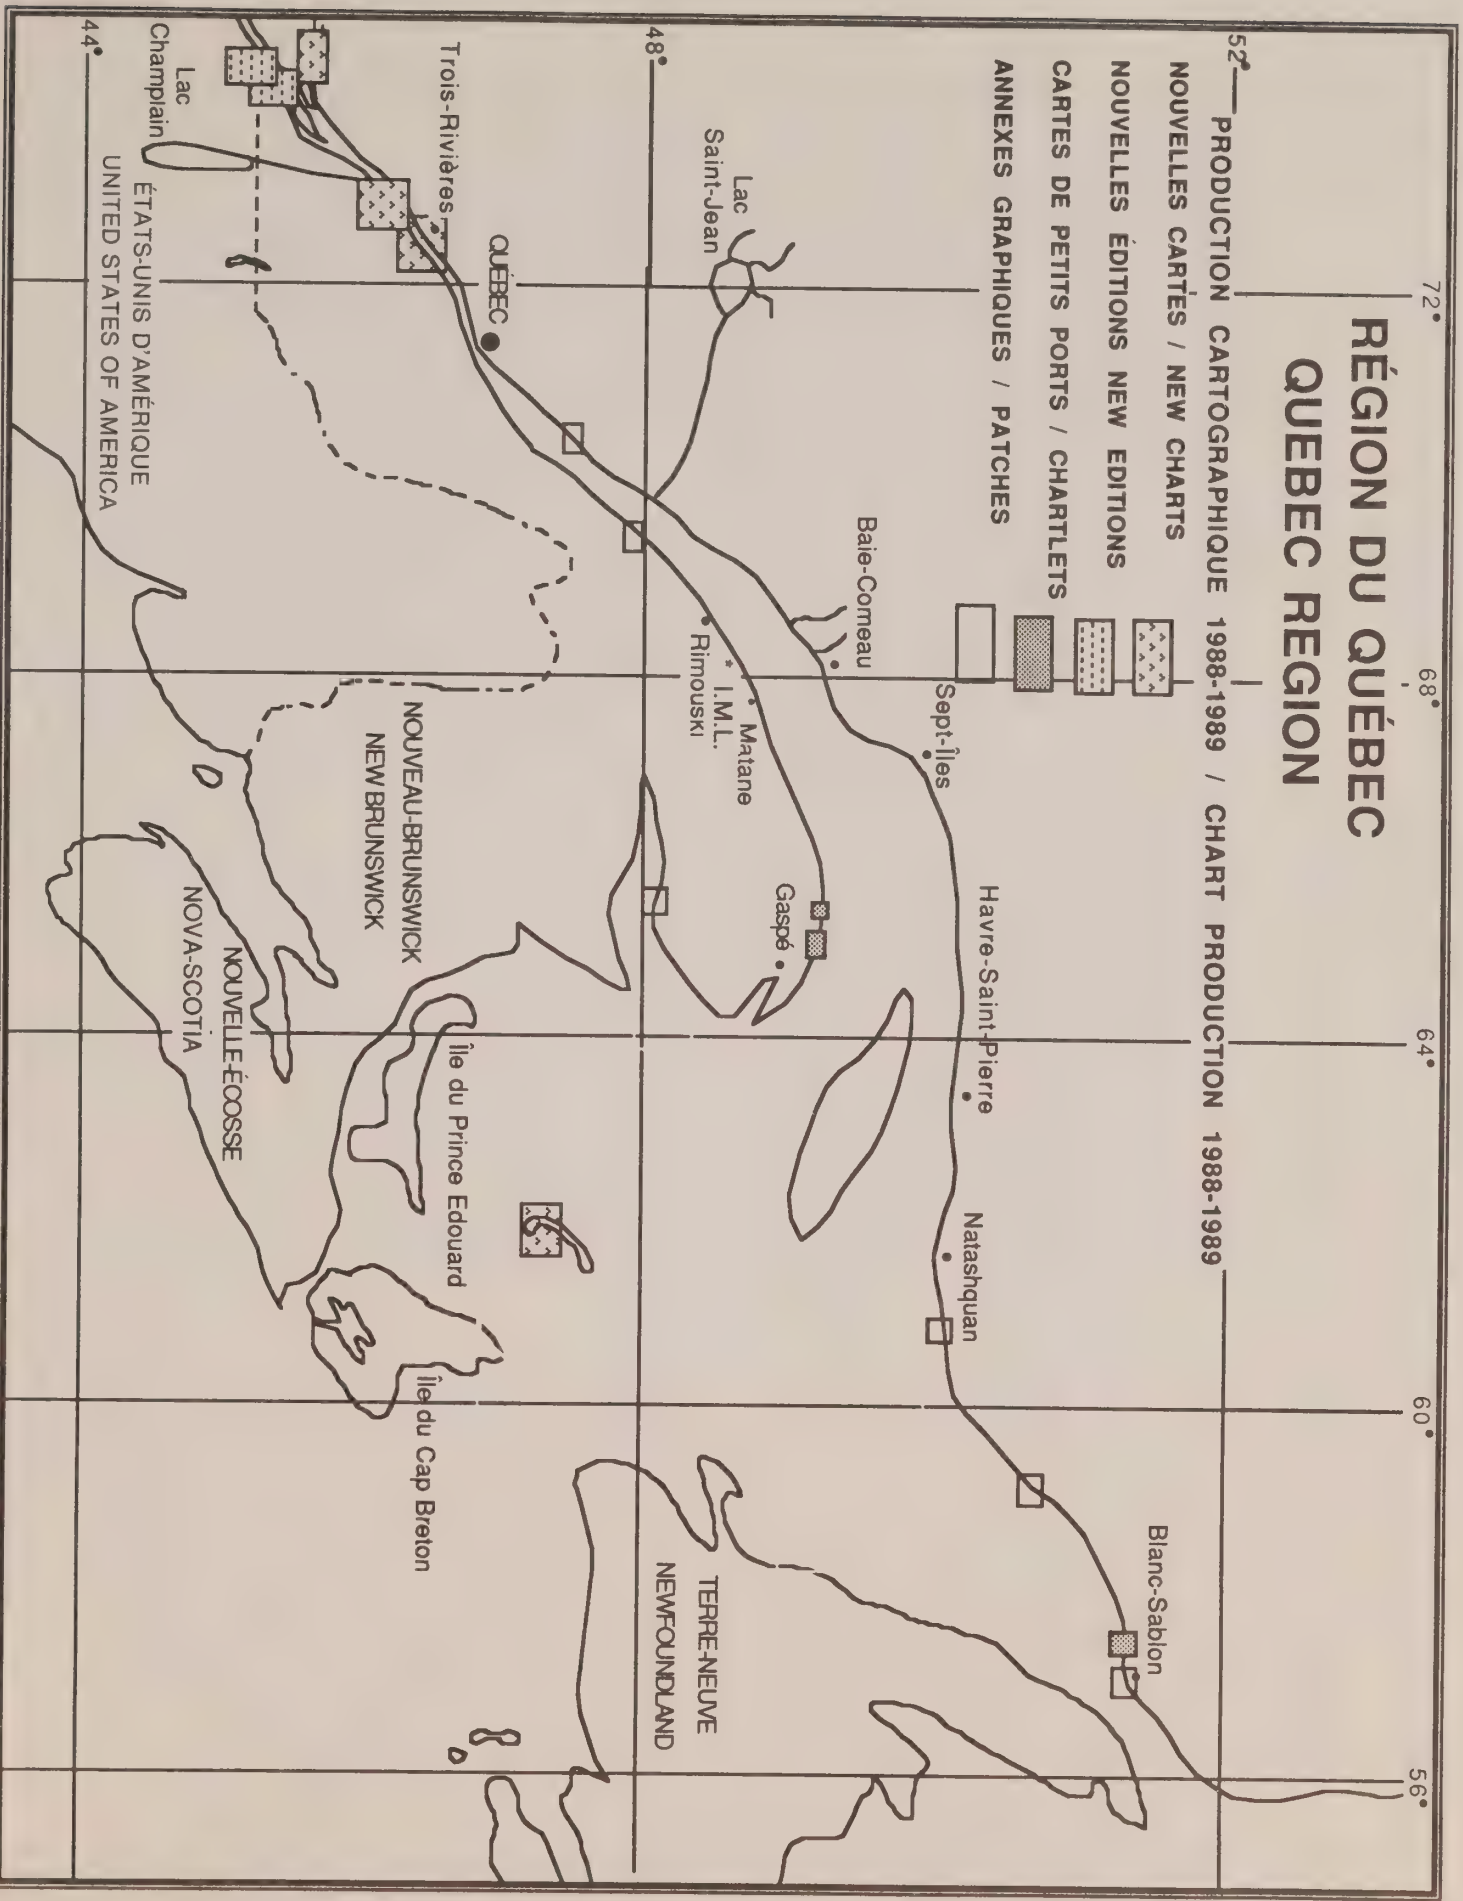 RÉGION DU QUÉBEC
QUEBEC REGION
PRODUCTION CARTOGRAPHIQUE 1988-1989 / CHART PRODUCTION 1988-1989
NOUVELLES CARTES / NEW CHARTS
NOUVELLES ÉDITIONS NEW EDITIONS
CARTES DE PETITS PORTS / CHARTLETS
ANNEXES GRAPHIQUES / PATCHES
72°
68°
64°
60°
56°
52°
48°
44°
Blanc-Sablon
Natashquan
Havre-Saint-Pierre
Sept-Îles
Baie-Comeau
Lac
Saint-Jean
Gaspé
Matane
I.M.L.
Rimouski
TERRE-NEUVE
NEWFOUNDLAND
QUÉBEC
Trois-Rivières
Île du Prince Edouard
Île du Cap Breton
NOUVEAU-BRUNSWICK
NEW BRUNSWICK
NOUVELLE-ÉCOSSE
NOVA-SCOTIA
Lac
Champlain
ÉTATS-UNIS D'AMÉRIQUE
UNITED STATES OF AMERICA